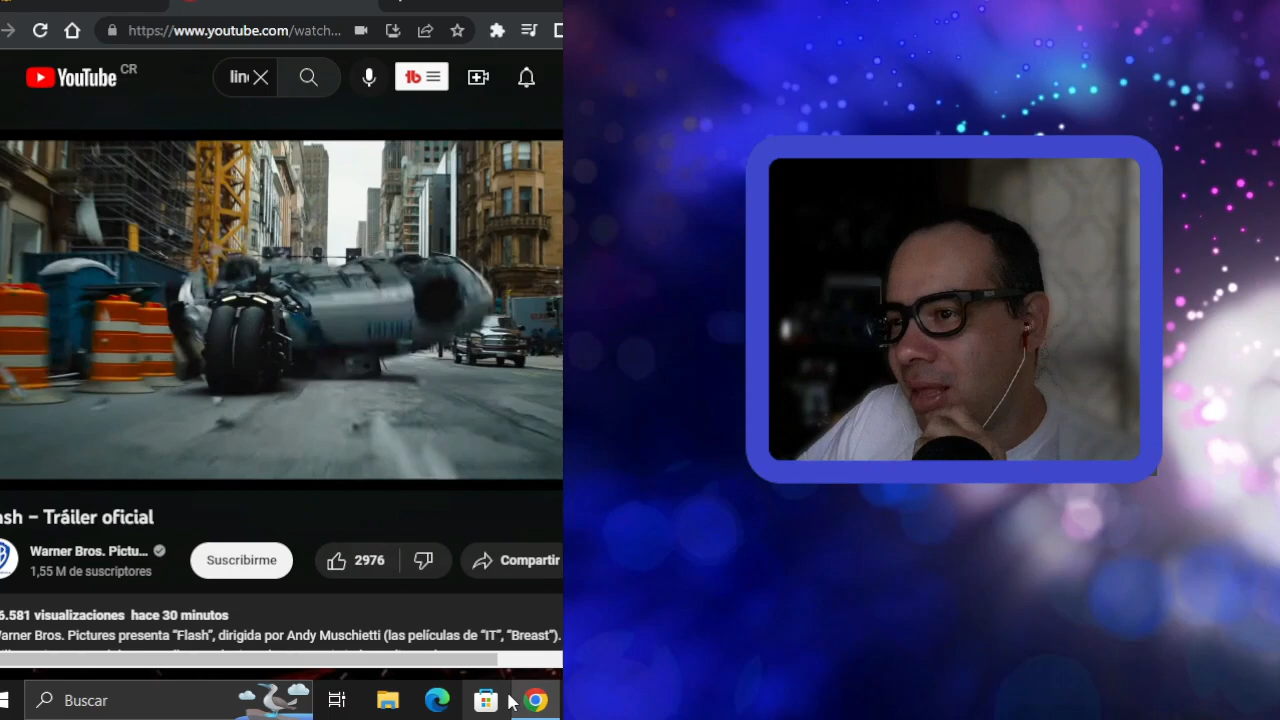 https://www.youtube.com/watch...
YouTube CR
lin
tb
ash – Tráiler oficial
Warner Bros. Pictu...
1,55 M de suscriptores
Suscribirme
2976
Compartir
6.581 visualizaciones hace 30 minutos
Warner Bros. Pictures presenta "Flash", dirigida por Andy Muschietti (las películas de "IT", "Breast").
Buscar